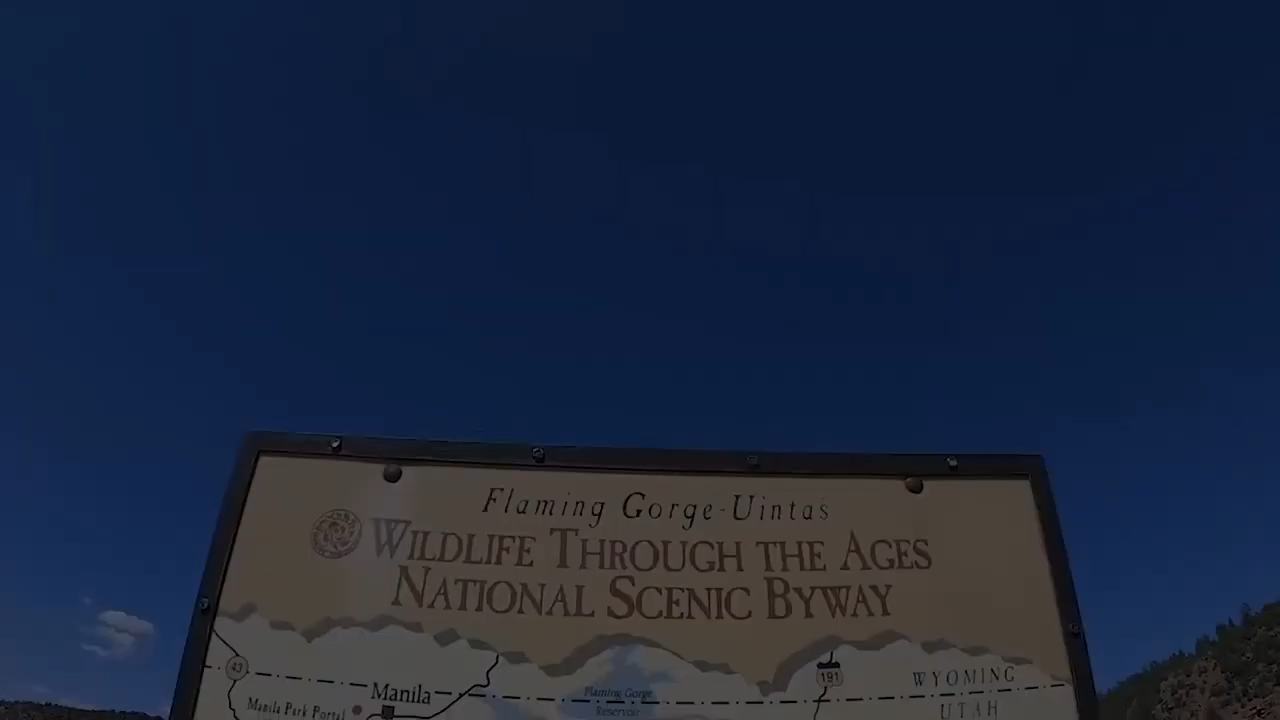 Flaming Gorge-Uintas
WILDLIFE THROUGH THE AGES
NATIONAL SCENIC BYWAY
43
191
WYOMING
Manila
Flaming Gorge
Manila Park Portal
Reservoir
UTAH